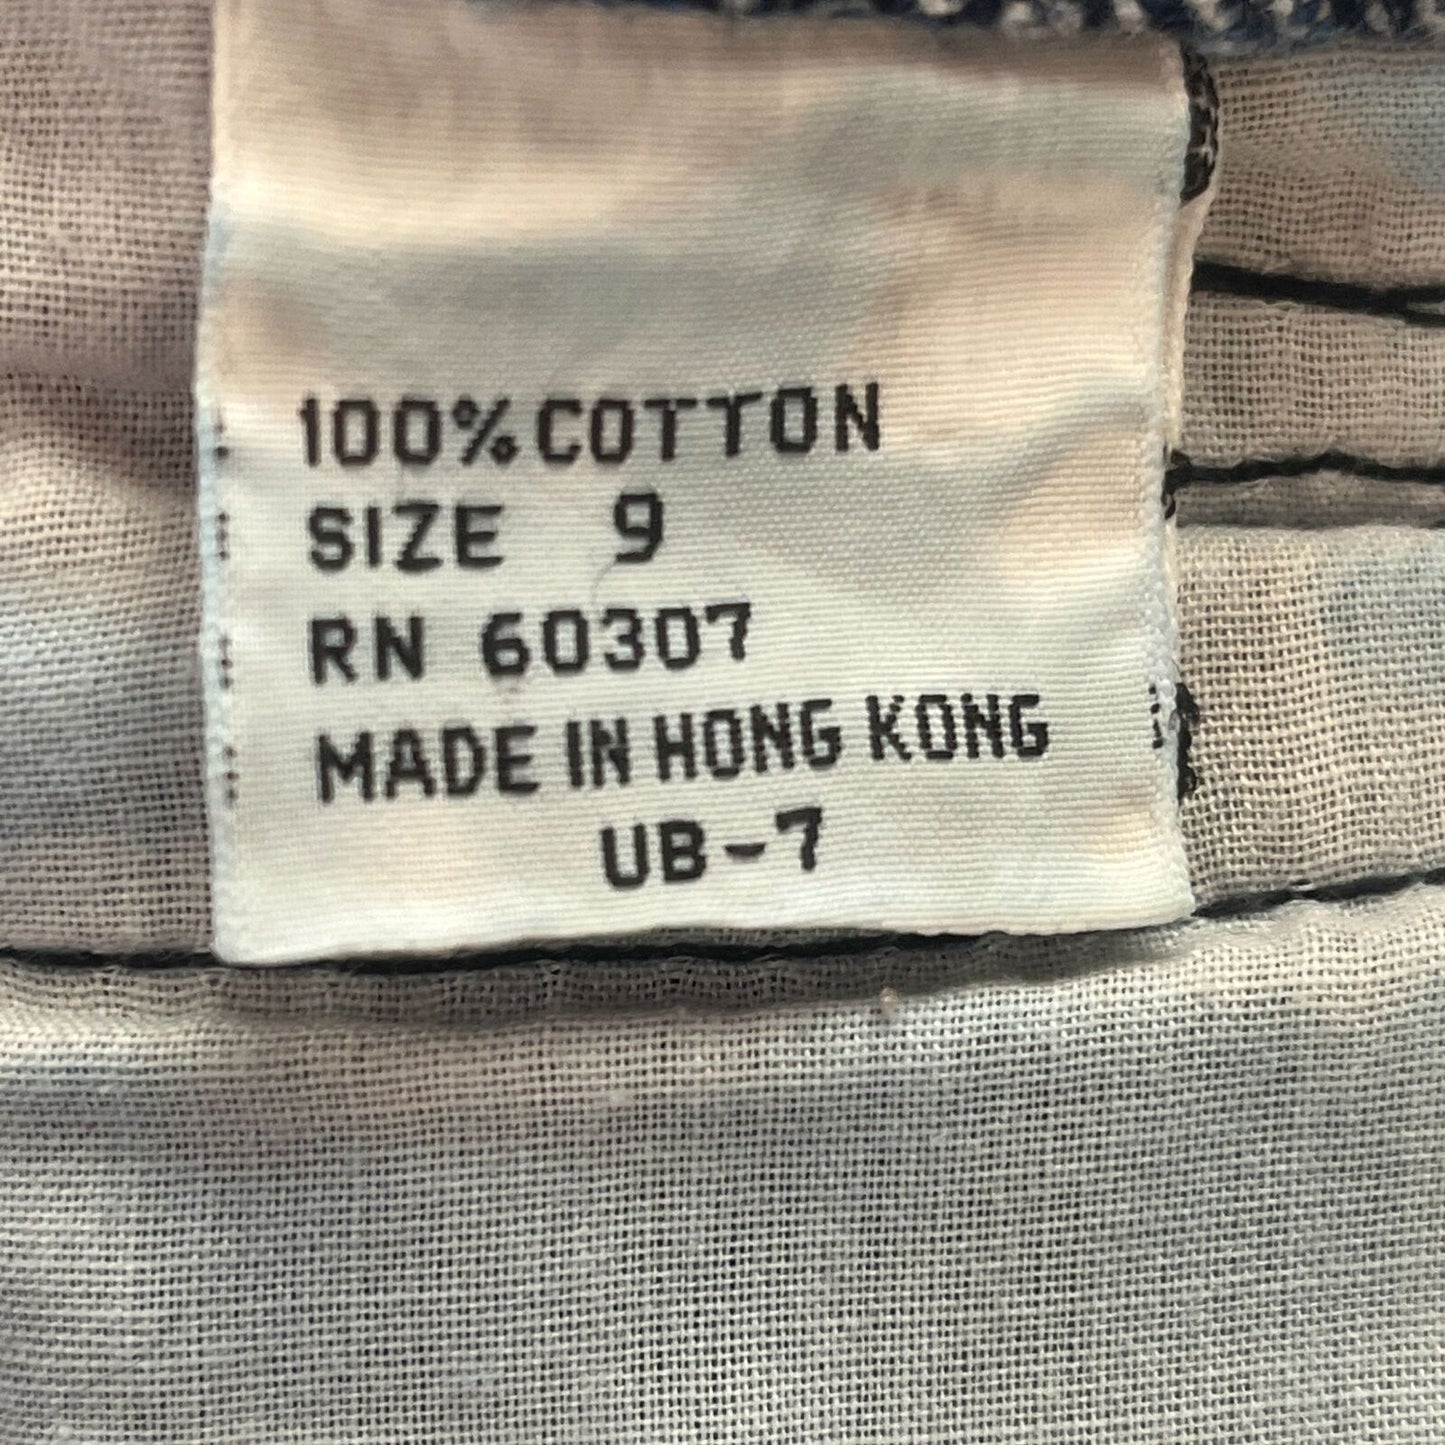 100% COTTON
SIZE 9
RN 60307
MADE IN HONG KONG
UB-7